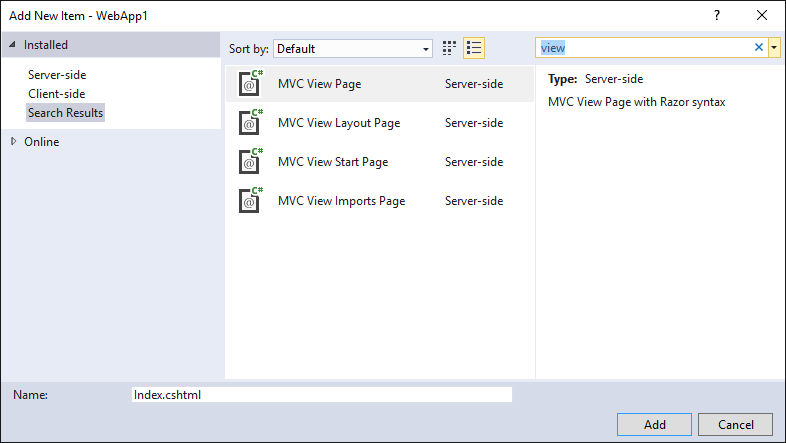 Add New Item - WebApp1
?
Installed
Server-side
Client-side
Search Results
Online
Sort by: Default
view
C# @ MVC View Page Server-side
C# @ MVC View Layout Page Server-side
C# @ MVC View Start Page Server-side
C# @ MVC View Imports Page Server-side
Type: Server-side
MVC View Page with Razor syntax
Name: Index.cshtml
Add Cancel